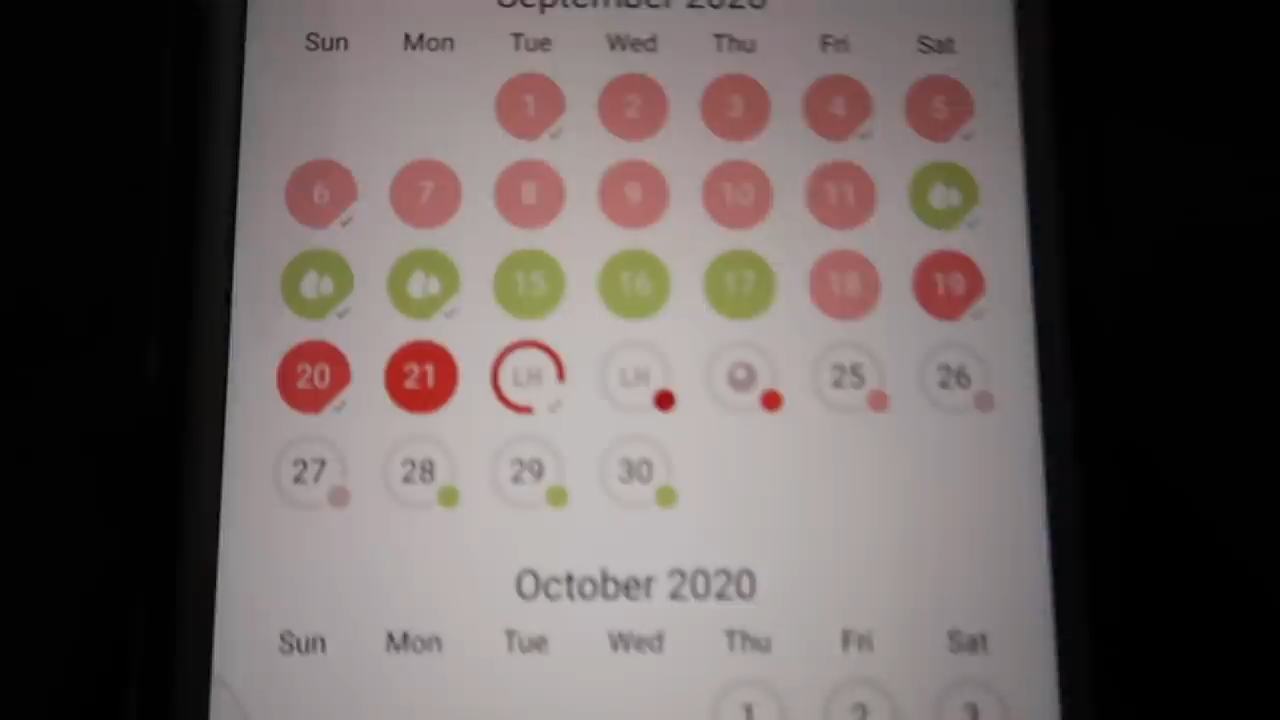 September 2020
Sun Mon Tue Wed Thu Fri Sat
1 2 3 4 5
6 7 8 9 10 11
15 16 17 18 19
20 21 LH LH 25 26
27 28 29 30
October 2020
Sun Mon Tue Wed Thu Fri Sat
1 2 3